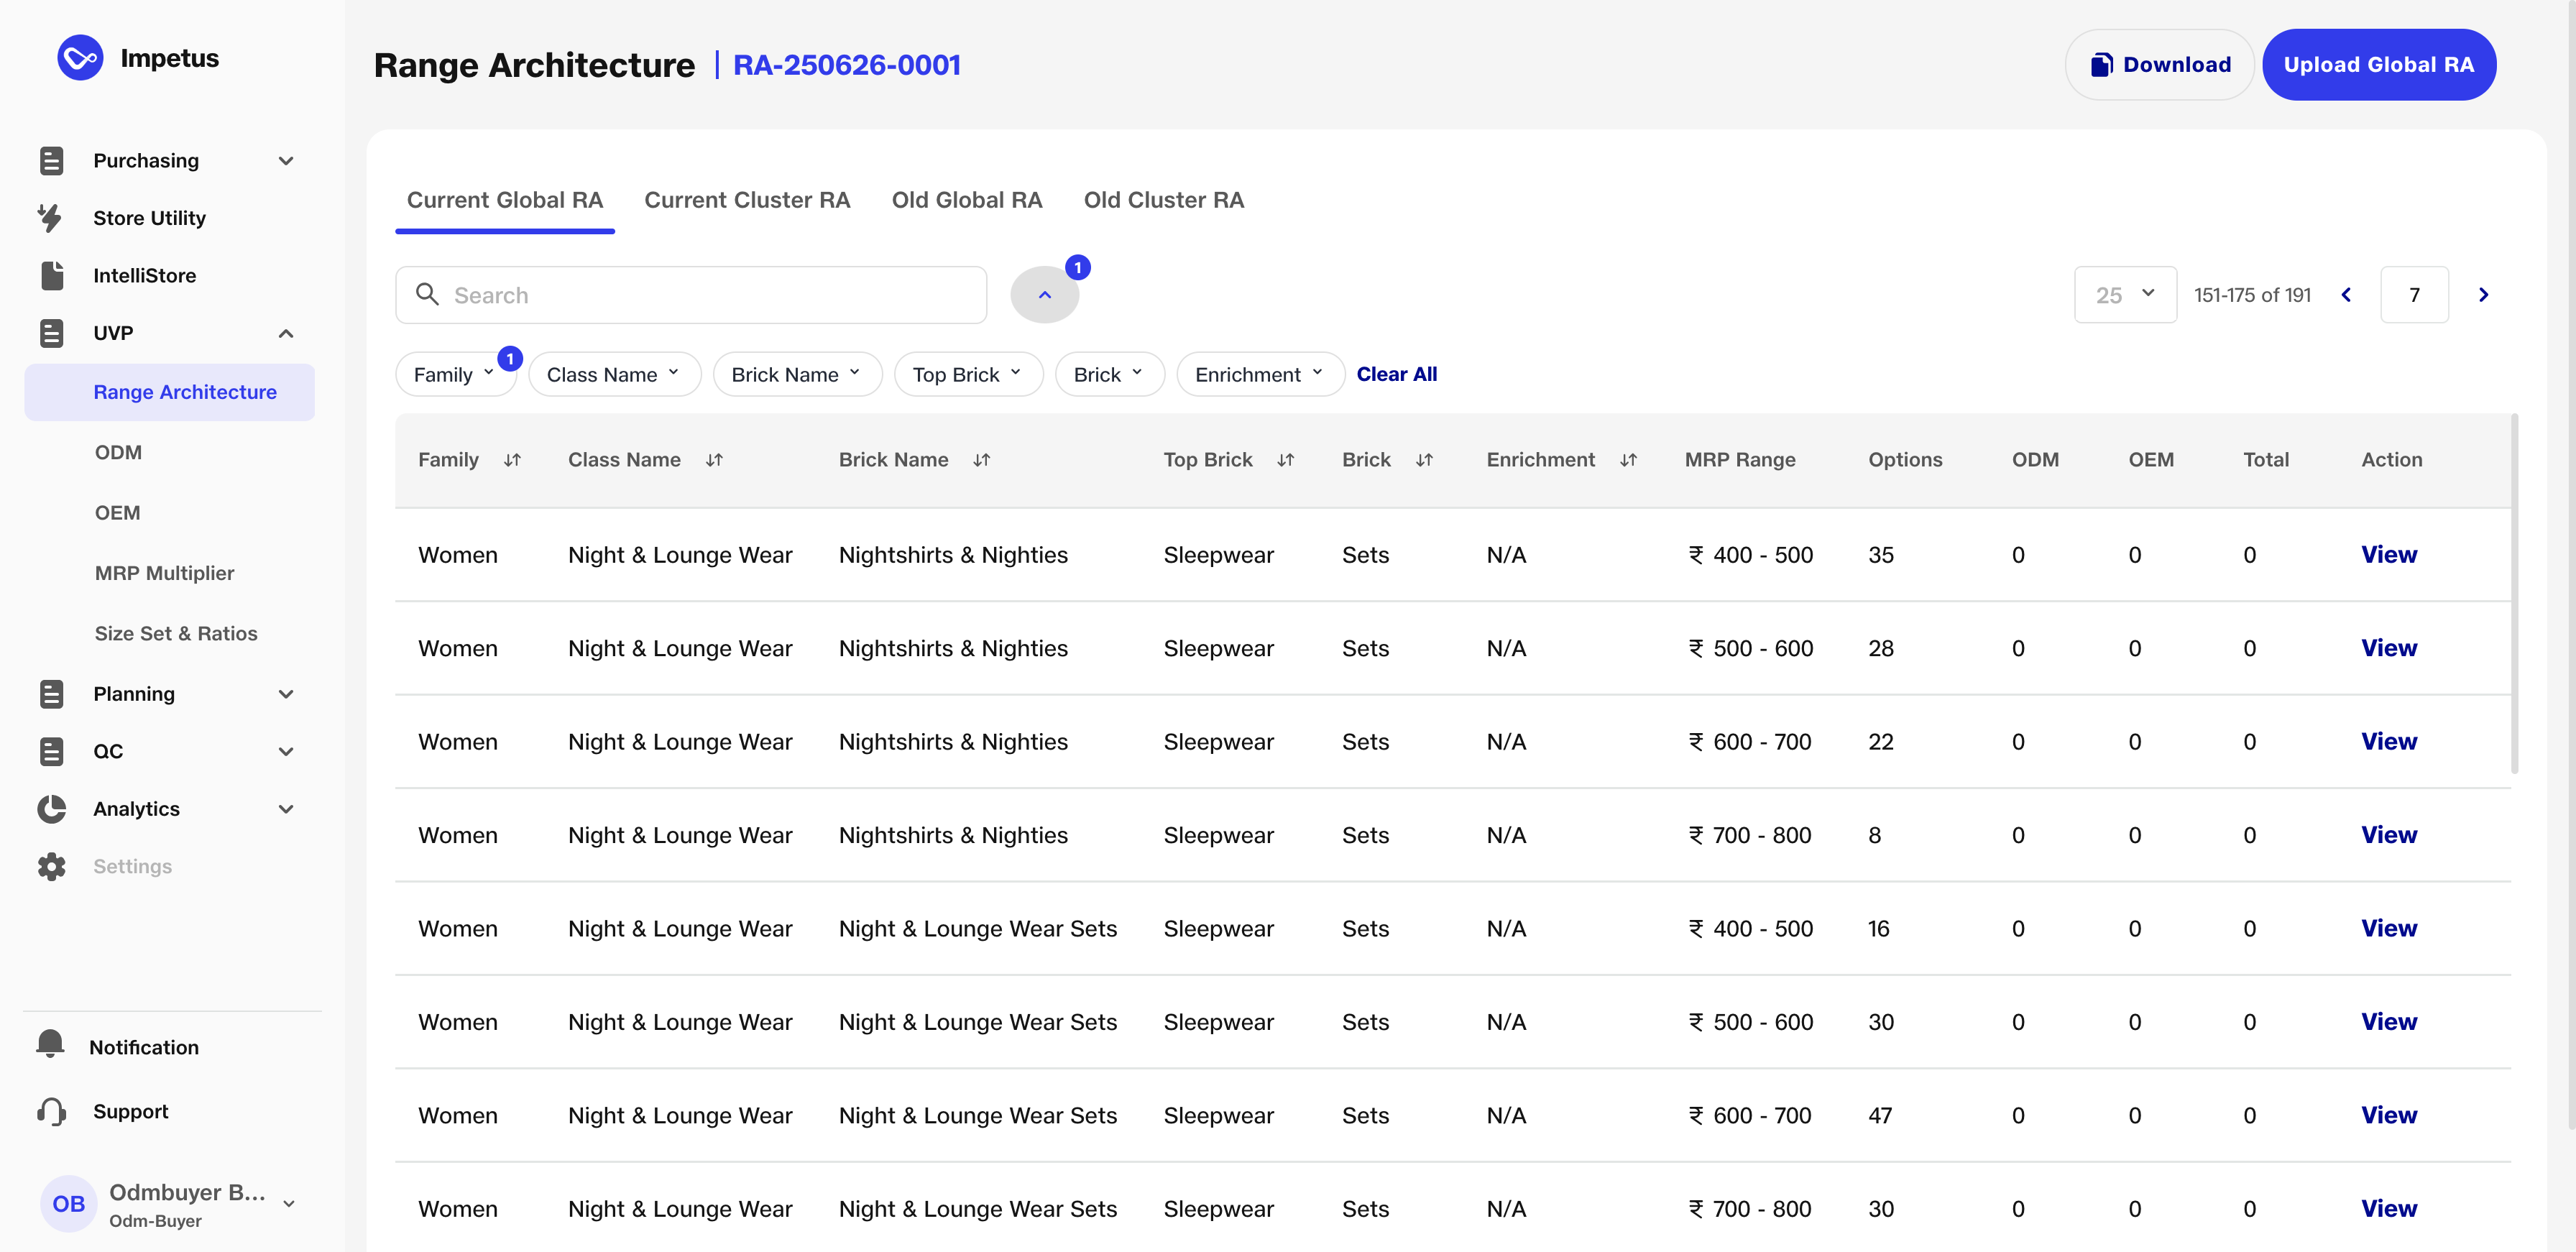 Impetus
Purchasing
Store Utility
IntelliStore
UVP
Range Architecture
ODM
OEM
MRP Multiplier
Size Set & Ratios
Planning
QC
Analytics
Settings
Notification
Support
OB
Odmbuyer B...
Odm-Buyer
Range Architecture | RA-250626-0001
Download
Upload Global RA
Current Global RA Current Cluster RA Old Global RA Old Cluster RA
Search
1
25
151-175 of 191
7
Family 1 Class Name Brick Name Top Brick Brick Enrichment Clear All
Family Class Name Brick Name Top Brick Brick Enrichment MRP Range Options ODM OEM Total Action
Women Night & Lounge Wear Nightshirts & Nighties Sleepwear Sets N/A ₹ 400 - 500 35 0 0 0 View
Women Night & Lounge Wear Nightshirts & Nighties Sleepwear Sets N/A ₹ 500 - 600 28 0 0 0 View
Women Night & Lounge Wear Nightshirts & Nighties Sleepwear Sets N/A ₹ 600 - 700 22 0 0 0 View
Women Night & Lounge Wear Nightshirts & Nighties Sleepwear Sets N/A ₹ 700 - 800 8 0 0 0 View
Women Night & Lounge Wear Night & Lounge Wear Sets Sleepwear Sets N/A ₹ 400 - 500 16 0 0 0 View
Women Night & Lounge Wear Night & Lounge Wear Sets Sleepwear Sets N/A ₹ 500 - 600 30 0 0 0 View
Women Night & Lounge Wear Night & Lounge Wear Sets Sleepwear Sets N/A ₹ 600 - 700 47 0 0 0 View
Women Night & Lounge Wear Night & Lounge Wear Sets Sleepwear Sets N/A ₹ 700 - 800 30 0 0 0 View